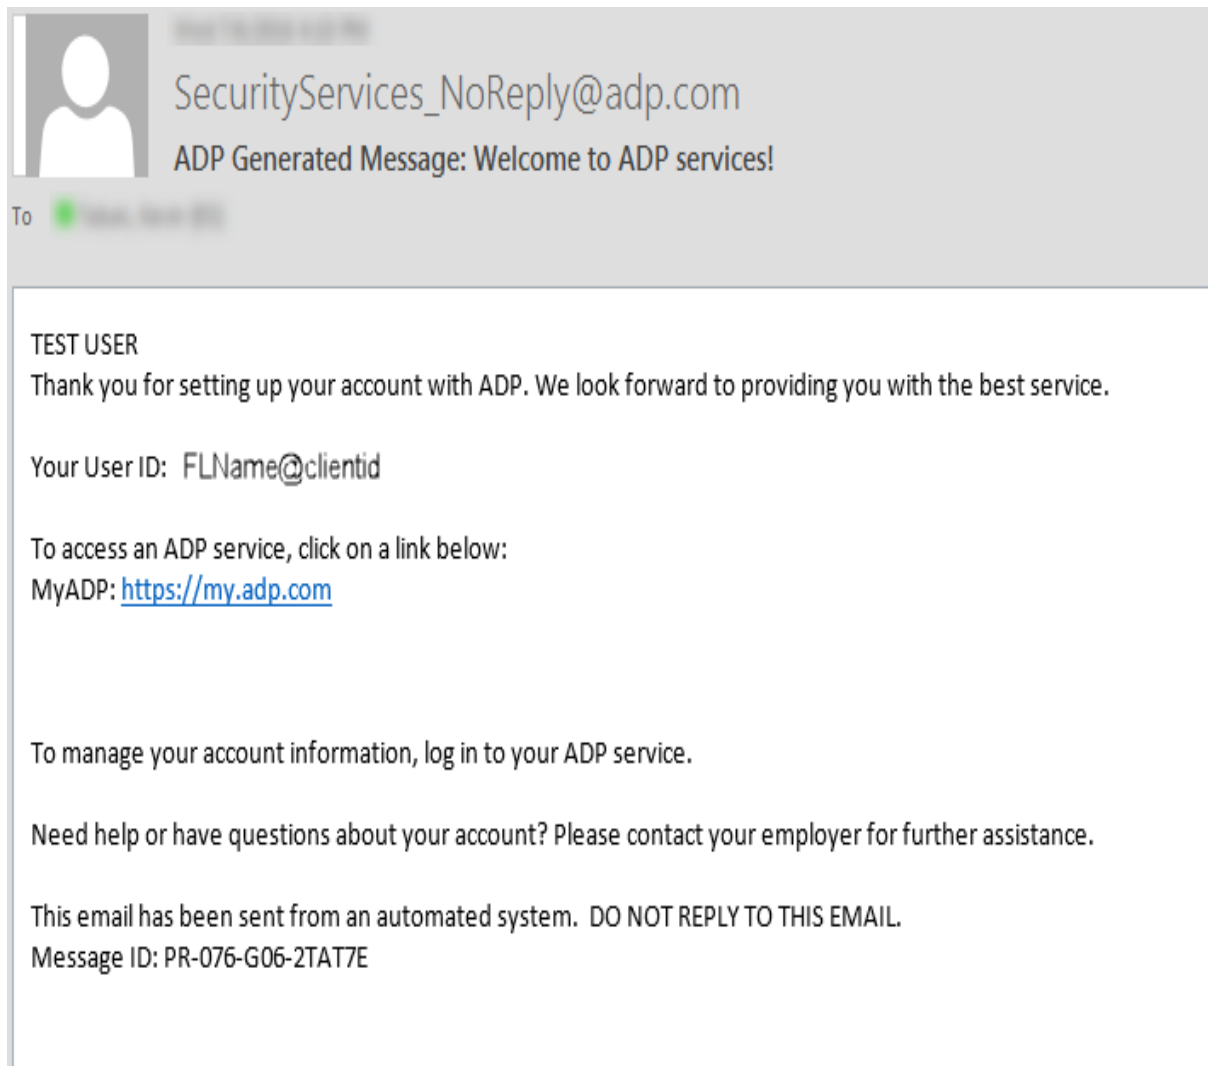 SecurityServices_NoReply@adp.com
ADP Generated Message: Welcome to ADP services!
To
TEST USER
Thank you for setting up your account with ADP. We look forward to providing you with the best service.
Your User ID: FLName@clientid
To access an ADP service, click on a link below:
MyADP: https://my.adp.com
To manage your account information, log in to your ADP service.
Need help or have questions about your account? Please contact your employer for further assistance.
This email has been sent from an automated system.  DO NOT REPLY TO THIS EMAIL.
Message ID: PR-076-G06-2TAT7E